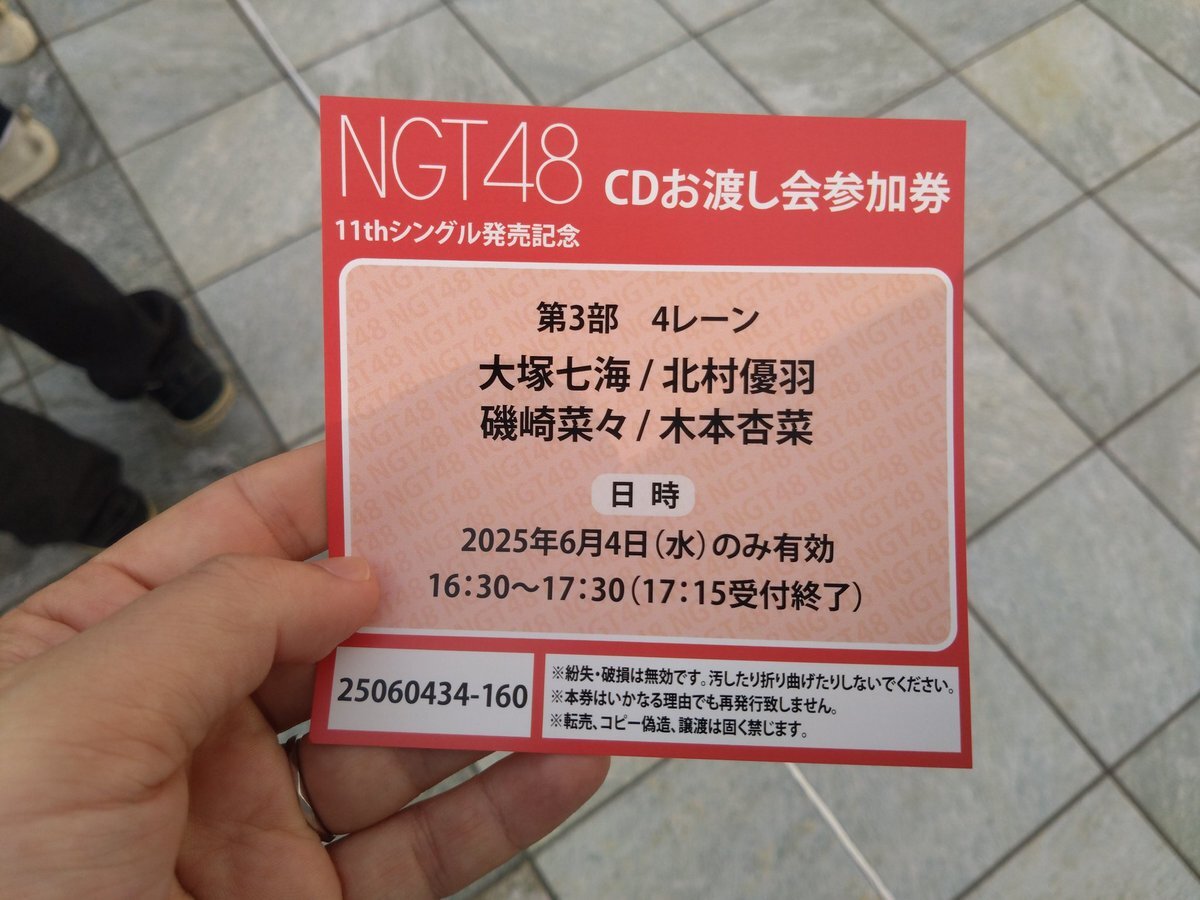 NGT48 CDお渡し会参加券
11thシングル発売記念
第3部 4レーン
大塚七海/北村優羽
磯崎菜々/木本杏菜
日時
2025年6月4日(水)のみ有効
16:30～17:30(17:15受付終了)
25060434-160
※紛失・破損は無効です。汚したり折り曲げたりしないでください。
※本券はいかなる理由でも再発行致しません。
※転売、コピー偽造、譲渡は固く禁じます。